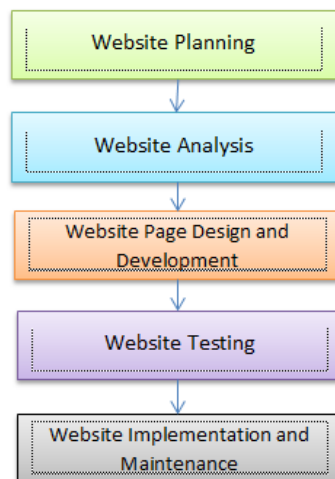 Website Planning
Website Analysis
Website Page Design and
Development
Website Testing
Website Implementation and
Maintenance